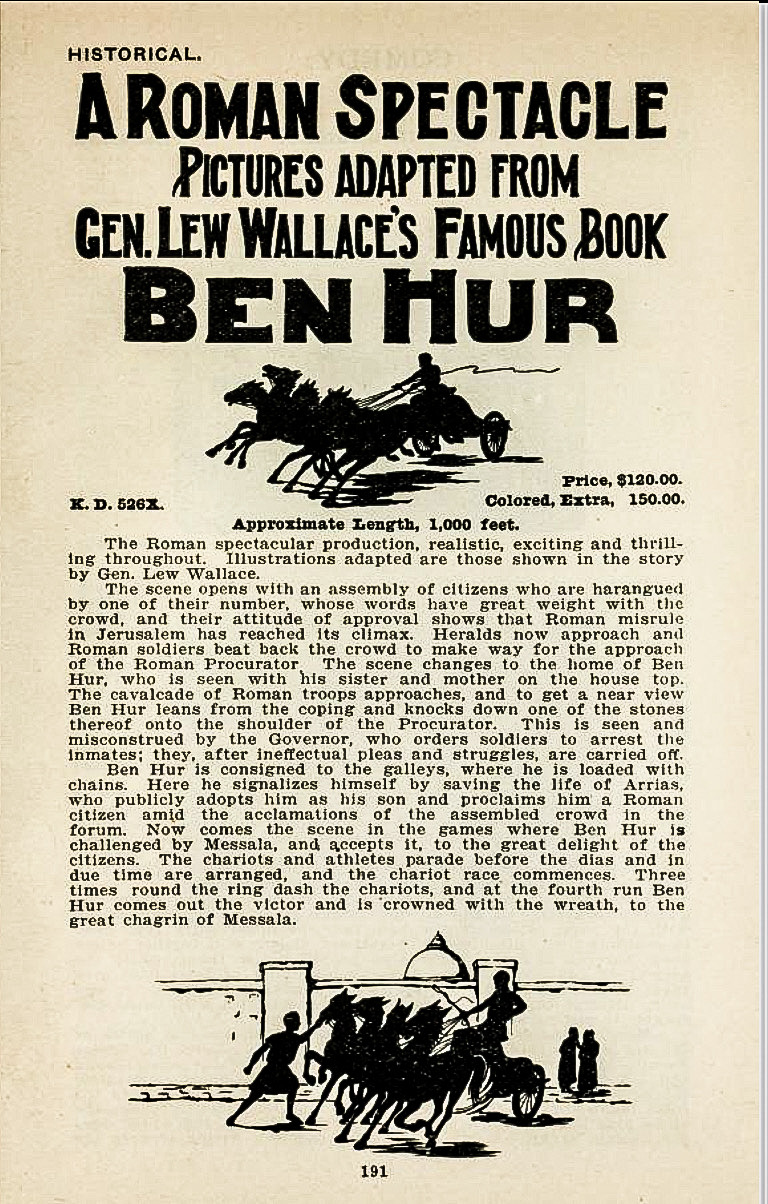 HISTORICAL.
A ROMAN SPECTACLE
PICTURES ADAPTED FROM
GEN. LEW WALLACE'S FAMOUS BOOK
BEN HUR
Price, $120.00.
K. D. 526X. Colored, Extra, 150.00.
Approximate Length, 1,000 feet.
The Roman spectacular production, realistic, exciting and thrill-
ing throughout. Illustrations adapted are those shown in the story
by Gen. Lew Wallace.
The scene opens with an assembly of citizens who are harangued
by one of their number, whose words have great weight with the
crowd, and their attitude of approval shows that Roman misrule
in Jerusalem has reached its climax. Heralds now approach and
Roman soldiers beat back the crowd to make way for the approach
of the Roman Procurator The scene changes to the home of Ben
Hur, who is seen with his sister and mother on the house top.
The cavalcade of Roman troops approaches, and to get a near view
Ben Hur leans from the coping and knocks down one of the stones
thereof onto the shoulder of the Procurator. This is seen and
misconstrued by the Governor, who orders soldiers to arrest the
inmates; they, after ineffectual pleas and struggles, are carried off.
Ben Hur is consigned to the galleys, where he is loaded with
chains. Here he signalizes himself by saving the life of Arrias,
who publicly adopts him as his son and proclaims him a Roman
citizen amid the acclamations of the assembled crowd in the
forum. Now comes the scene in the games where Ben Hur is
challenged by Messala, and accepts it, to the great delight of the
citizens. The chariots and athletes parade before the dias and in
due time are arranged, and the chariot race commences. Three
times round the ring dash the chariots, and at the fourth run Ben
Hur comes out the victor and is crowned with the wreath, to the
great chagrin of Messala.
191